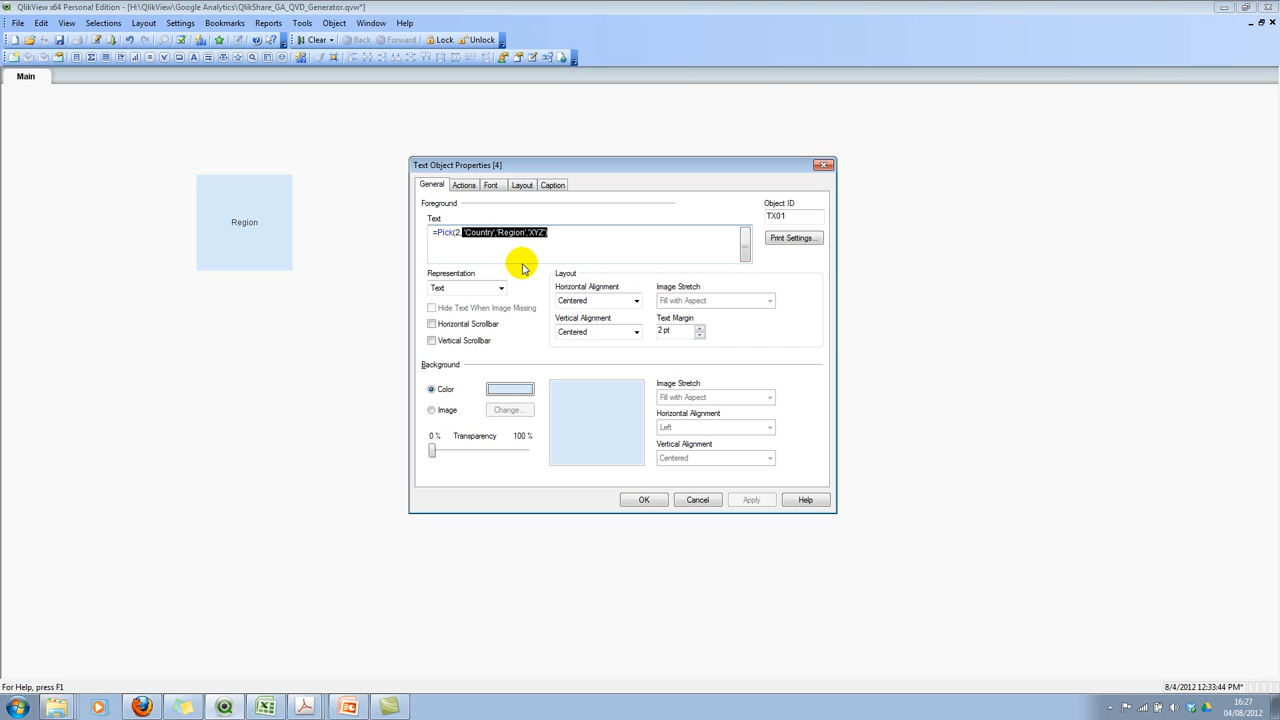 QlikView x64 Personal Edition - [H:\QlikView\Google Analytics\QlikShare_GA_QVD_Generator.qvw*]
File Edit View Selections Layout Settings Bookmarks Reports Tools Object Window Help
Clear Back Forward Lock Unlock
Main
Region
Text Object Properties [4]
General Actions Font Layout Caption
Foreground
Object ID
Text
TX01
=Pick(2, 'Country','Region','XYZ')
Print Settings...
Representation
Layout
Text
Horizontal Alignment
Image Stretch
Centered
Fill with Aspect
Hide Text When Image Missing
Vertical Alignment
Text Margin
Horizontal Scrollbar
Centered
2 pt
Vertical Scrollbar
Background
Image Stretch
Color
Fill with Aspect
Image
Change...
Horizontal Alignment
Left
0 % Transparency 100 %
Vertical Alignment
Centered
OK Cancel Apply Help
For Help, press F1
8/4/2012 12:33:44 PM*
16:27
04/08/2012